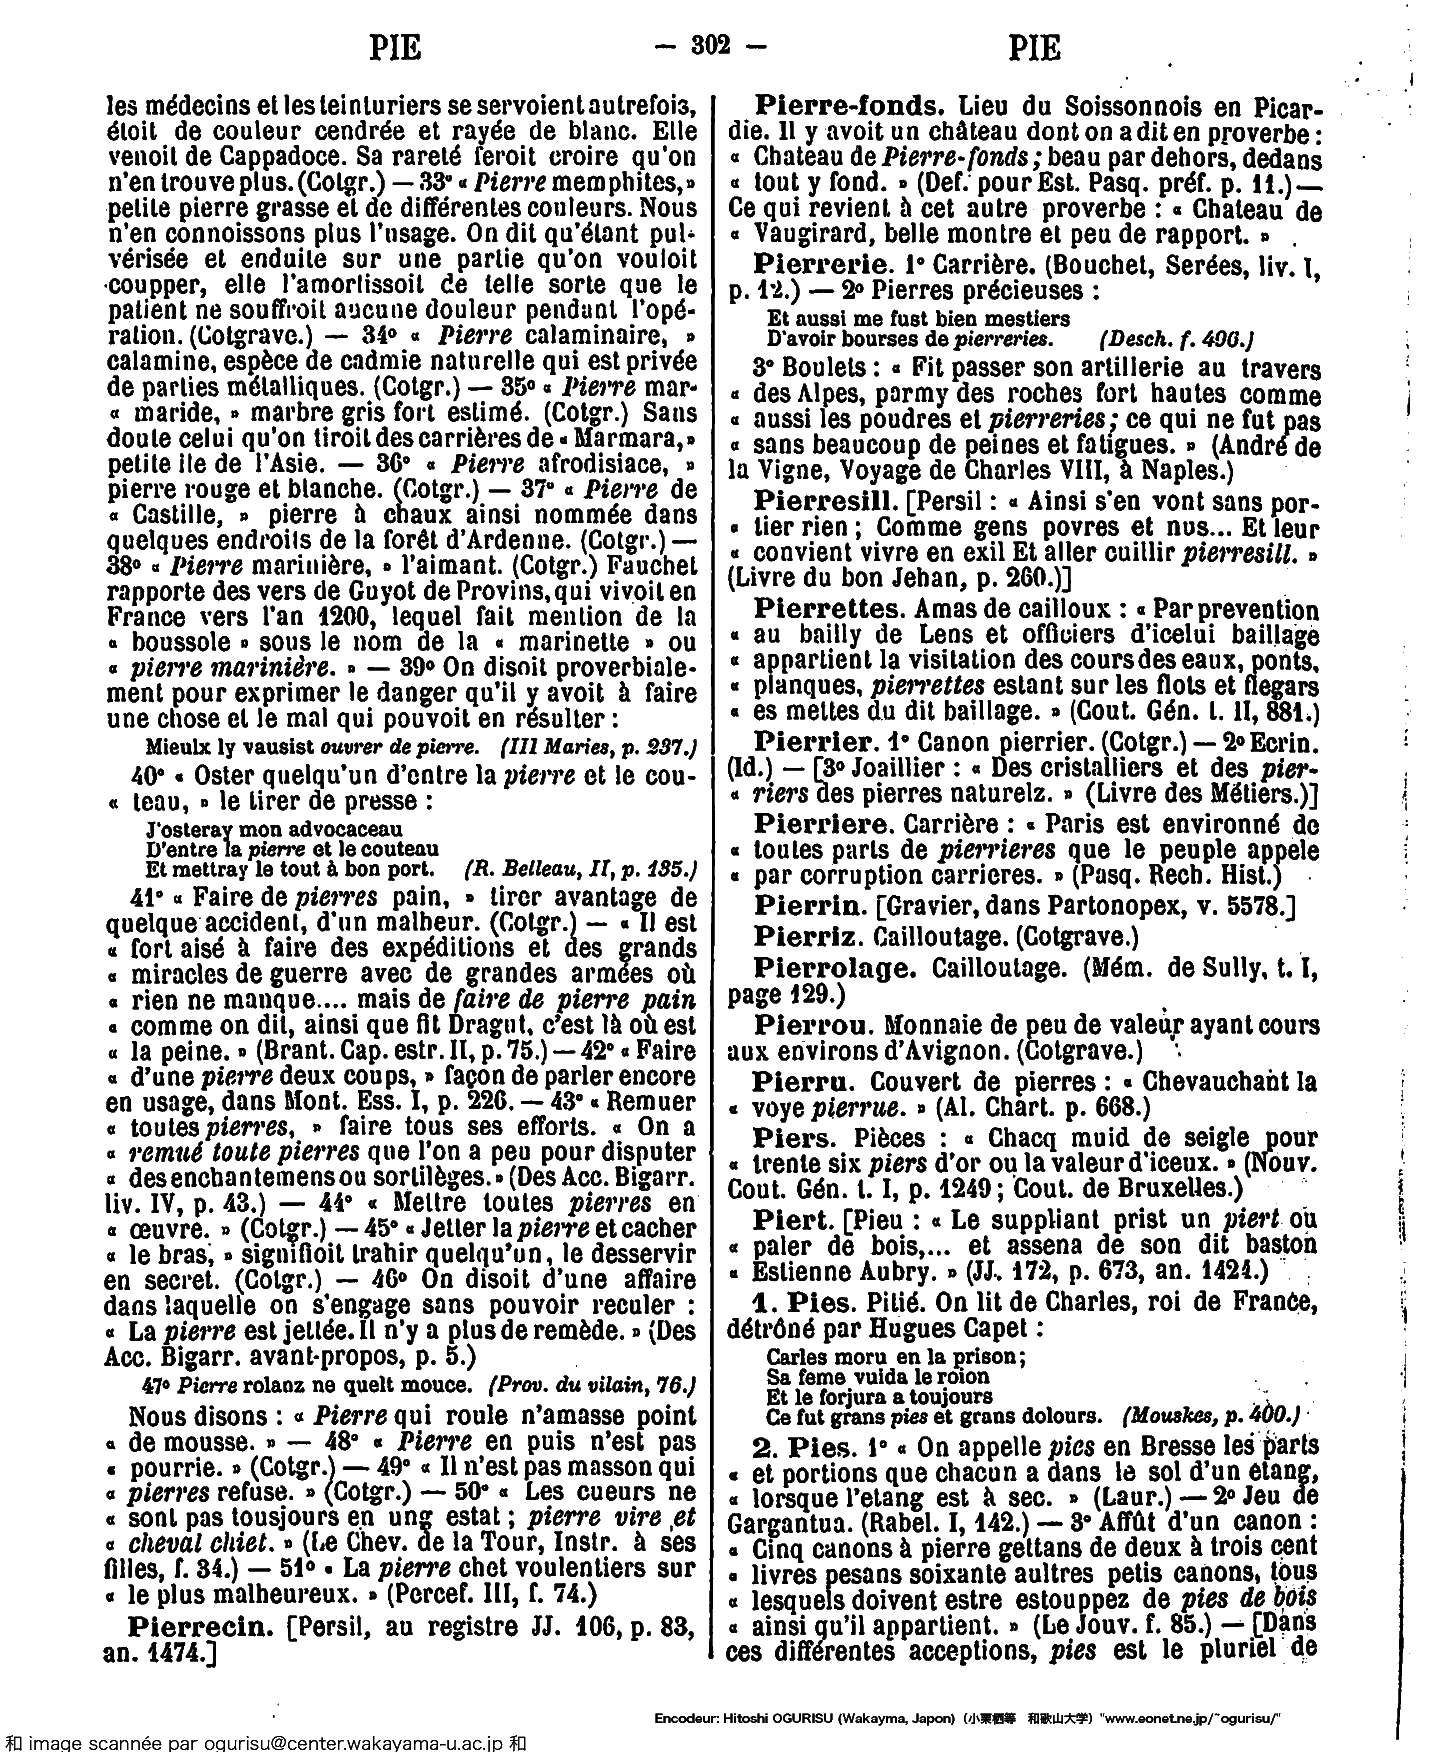 PIE — 302 — PIE
les médecins et les teinturiers se servoient autrefois,
étoit de couleur cendrée et rayée de blanc. Elle
venoit de Cappadoce. Sa rareté feroit croire qu'on
n'en trouve plus. (Cotgr.) — 33° « Pierre memphites, »
petite pierre grasse et de différentes couleurs. Nous
n'en connoissons plus l'usage. On dit qu'étant pul-
vérisée et enduite sur une partie qu'on vouloit
coupper, elle l'amortissoit de telle sorte que le
patient ne souffroit aucune douleur pendant l'opé-
ration. (Cotgrave.) — 34° « Pierre calaminaire, »
calamine, espèce de cadmie naturelle qui est privée
de parties métalliques. (Cotgr.) — 35° « Pierre mar-
« maride, » marbre gris fort estimé. (Cotgr.) Sans
doute celui qu'on tiroit des carrières de « Marmara, »
petite île de l'Asie. — 36° « Pierre afrodisiace, »
pierre rouge et blanche. (Cotgr.) — 37° « Pierre de
« Castille, » pierre à chaux ainsi nommée dans
quelques endroits de la forêt d'Ardenne. (Cotgr.) —
38° « Pierre marinière, » l'aimant. (Cotgr.) Fauchet
rapporte des vers de Guyot de Provins, qui vivoit en
France vers l'an 1200, lequel fait mention de la
« boussole » sous le nom de la « marinette » ou
« pierre marinière. » — 39° On disoit proverbiale-
ment pour exprimer le danger qu'il y avoit à faire
une chose et le mal qui pouvoit en résulter :
Mieulx ly vausist ouvrer de pierre. (III Maries, p. 237.)
40° « Oster quelqu'un d'entre la pierre et le cou-
« teau, » le tirer de presse :
J'osteray mon advocaceau
D'entre la pierre et le couteau
Et mettray le tout à bon port. (R. Belleau, II, p. 135.)
41° « Faire de pierres pain, » tirer avantage de
quelque accident, d'un malheur. (Cotgr.) — « Il est
« fort aisé à faire des expéditions et des grands
« miracles de guerre avec de grandes armées où
« rien ne manque.... mais de faire de pierre pain
« comme on dit, ainsi que fit Dragut, c'est là où est
« la peine. » (Brant. Cap. estr. II, p. 75.) — 42° « Faire
« d'une pierre deux coups, » façon de parler encore
en usage, dans Mont. Ess. I, p. 226. — 43° « Remuer
« toutes pierres, » faire tous ses efforts. « On a
« remué toute pierres que l'on a peu pour disputer
« des enchantemens ou sortilèges. » (Des Acc. Bigarr.
liv. IV, p. 43.) — 44° « Mettre toutes pierres en
« œuvre. » (Cotgr.) — 45° « Jetter la pierre et cacher
« le bras, » signifioit trahir quelqu'un, le desservir
en secret. (Cotgr.) — 46° On disoit d'une affaire
dans laquelle on s'engage sans pouvoir reculer :
« La pierre est jettée. Il n'y a plus de remède. » (Des
Acc. Bigarr. avant-propos, p. 5.)
47° Pierre rolanz ne quelt mouce. (Prov. du vilain, 76.)
Nous disons : « Pierre qui roule n'amasse point
« de mousse. » — 48° « Pierre en puis n'est pas
« pourrie. » (Cotgr.) — 49° « Il n'est pas masson qui
« pierres refuse. » (Cotgr.) — 50° « Les cueurs ne
« sont pas tousjours en ung estat ; pierre vire et
« cheval chiet. » (Le Chev. de la Tour, Instr. à ses
filles, f. 34.) — 51° « La pierre chet voulentiers sur
« le plus malheureux. » (Percef. III, f. 74.)
Pierrecin. [Persil, au registre JJ. 106, p. 83,
an. 1474.]
Pierre-fonds. Lieu du Soissonnois en Picar-
die. Il y avoit un château dont on a dit en proverbe :
« Chateau de Pierre-fonds ; beau par dehors, dedans
« tout y fond. » (Def. pour Est. Pasq. préf. p. 11.) —
Ce qui revient à cet autre proverbe : « Chateau de
« Vaugirard, belle montre et peu de rapport. »
Pierrerie. 1° Carrière. (Bouchet, Serées, liv. I,
p. 12.) — 2° Pierres précieuses :
Et aussi me fust bien mestiers
D'avoir bourses de pierreries. (Desch. f. 406.)
3° Boulets : « Fit passer son artillerie au travers
« des Alpes, parmy des roches fort hautes comme
« aussi les poudres et pierreries ; ce qui ne fut pas
« sans beaucoup de peines et fatigues. » (André de
la Vigne, Voyage de Charles VIII, à Naples.)
Pierresill. [Persil : « Ainsi s'en vont sans por-
« tier rien ; Comme gens povres et nus... Et leur
« convient vivre en exil Et aller cuillir pierresill. »
(Livre du bon Jehan, p. 260.)]
Pierrettes. Amas de cailloux : « Par prevention
« au bailly de Lens et officiers d'icelui baillage
« appartient la visitation des cours des eaux, ponts,
« planques, pierrettes estant sur les flots et flegars
« es mettes du dit baillage. » (Cout. Gén. t. II, 881.)
Pierrier. 1° Canon pierrier. (Cotgr.) — 2° Ecrin.
(Id.) — [3° Joaillier : « Des cristalliers et des pier-
« riers des pierres naturelz. » (Livre des Métiers.)]
Pierriere. Carrière : « Paris est environné de
« toutes parts de pierrieres que le peuple appele
« par corruption carrieres. » (Pasq. Rech. Hist.)
Pierrin. [Gravier, dans Partonopex, v. 5578.]
Pierriz. Cailloutage. (Cotgrave.)
Pierrolage. Cailloutage. (Mém. de Sully, t. I,
page 129.)
Pierrou. Monnaie de peu de valeur ayant cours
aux environs d'Avignon. (Cotgrave.)
Pierru. Couvert de pierres : « Chevauchant la
« voye pierrue. » (Al. Chart. p. 668.)
Piers. Pièces : « Chacq muid de seigle pour
« trente six piers d'or ou la valeur d'iceux. » (Nouv.
Cout. Gén. t. I, p. 1249 ; Cout. de Bruxelles.)
Piert. [Pieu : « Le suppliant prist un piert ou
« paler de bois,... et assena de son dit baston
« Estienne Aubry. » (JJ. 172, p. 673, an. 1424.)
1. Pies. Pitié. On lit de Charles, roi de France,
détrôné par Hugues Capet :
Carles moru en la prison ;
Sa feme vuida le roion
Et le forjura a toujours
Ce fut grans pies et grans dolours. (Mouskes, p. 400.)
2. Pies. 1° « On appelle pies en Bresse les parts
« et portions que chacun a dans le sol d'un étang,
« lorsque l'etang est à sec. » (Laur.) — 2° Jeu de
Gargantua. (Rabel. I, 142.) — 3° Affût d'un canon :
« Cinq canons à pierre gettans de deux à trois cent
« livres pesans soixante aultres petis canons, tous
« lesquels doivent estre estouppez de pies de bois
« ainsi qu'il appartient. » (Le Jouv. f. 85.) — [Dans
ces différentes acceptions, pies est le pluriel de
Encodeur: Hitoshi OGURISU (Wakayma, Japon) (小栗栖等 和歌山大学) "www.eonet.ne.jp/~ogurisu/"
和 image scannée par ogurisu@center.wakayama-u.ac.jp 和